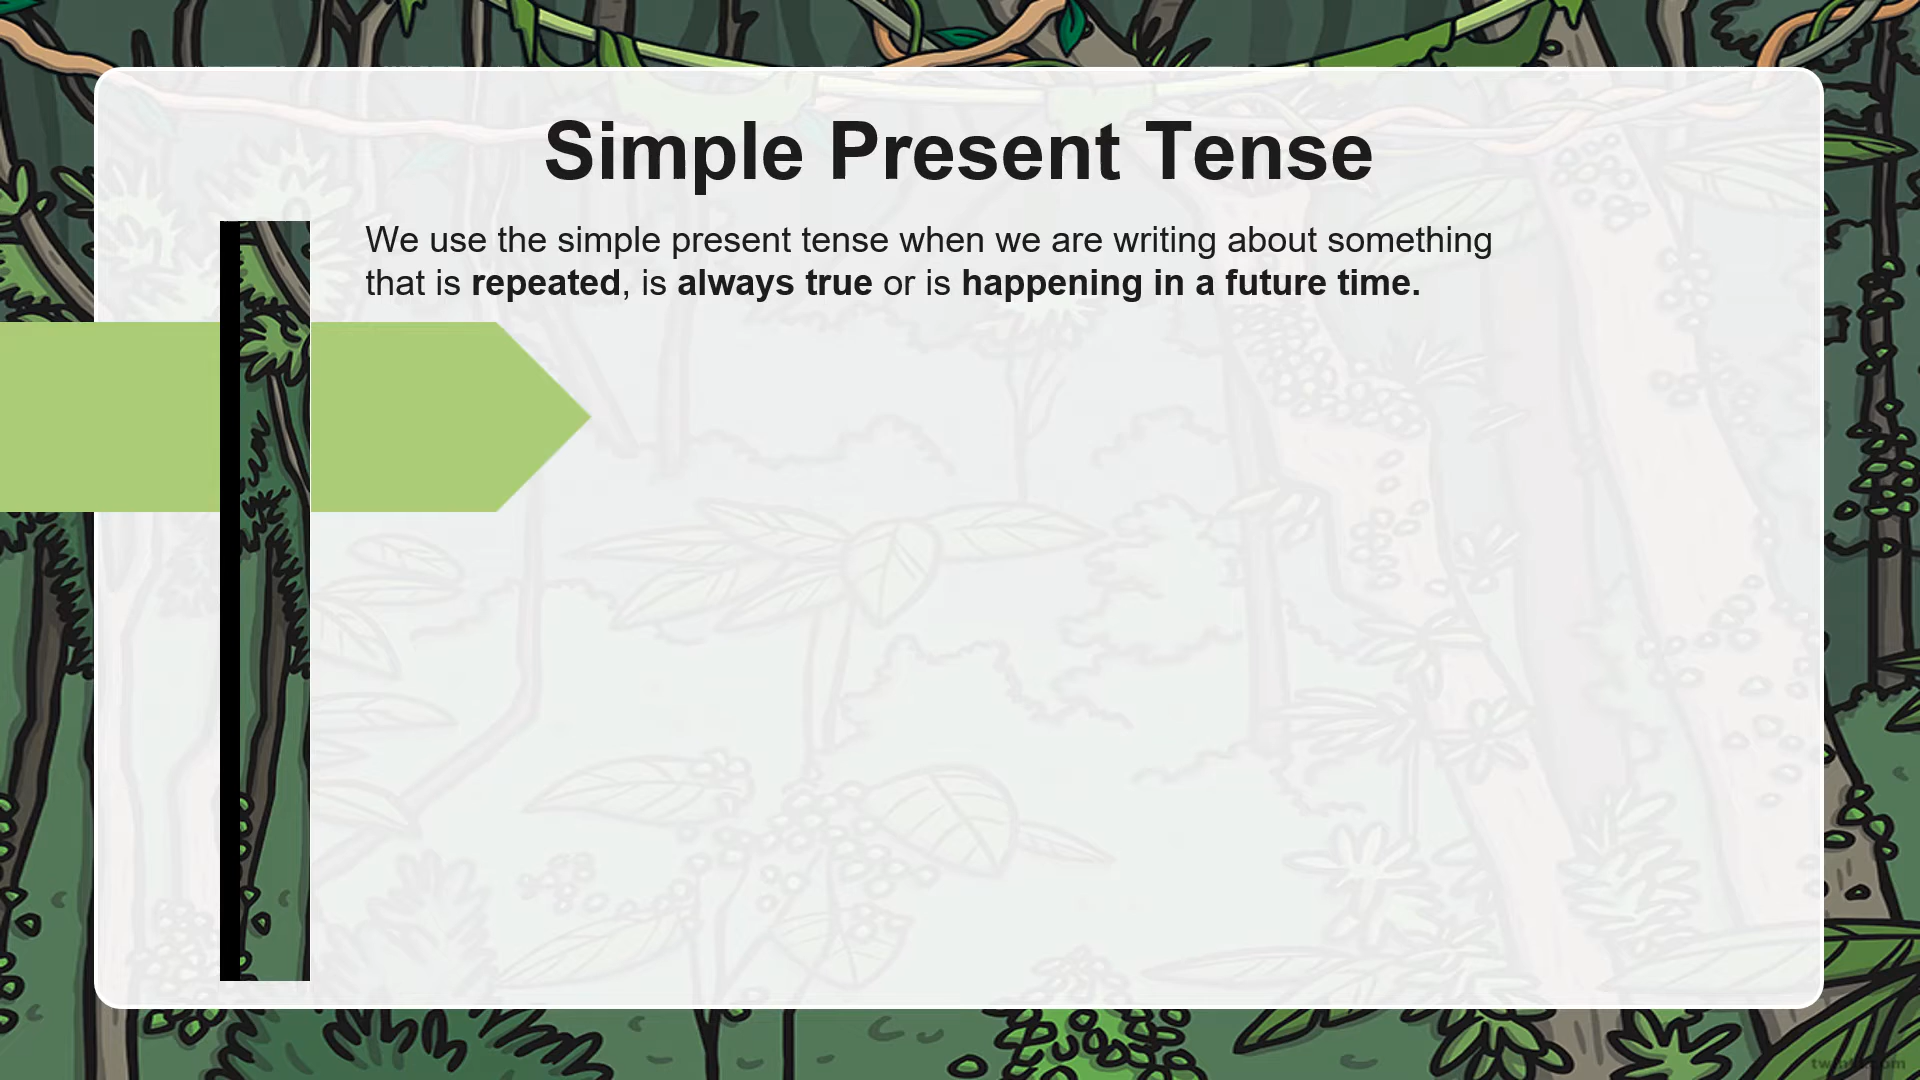 Simple Present Tense
We use the simple present tense when we are writing about something
that is repeated, is always true or is happening in a future time.